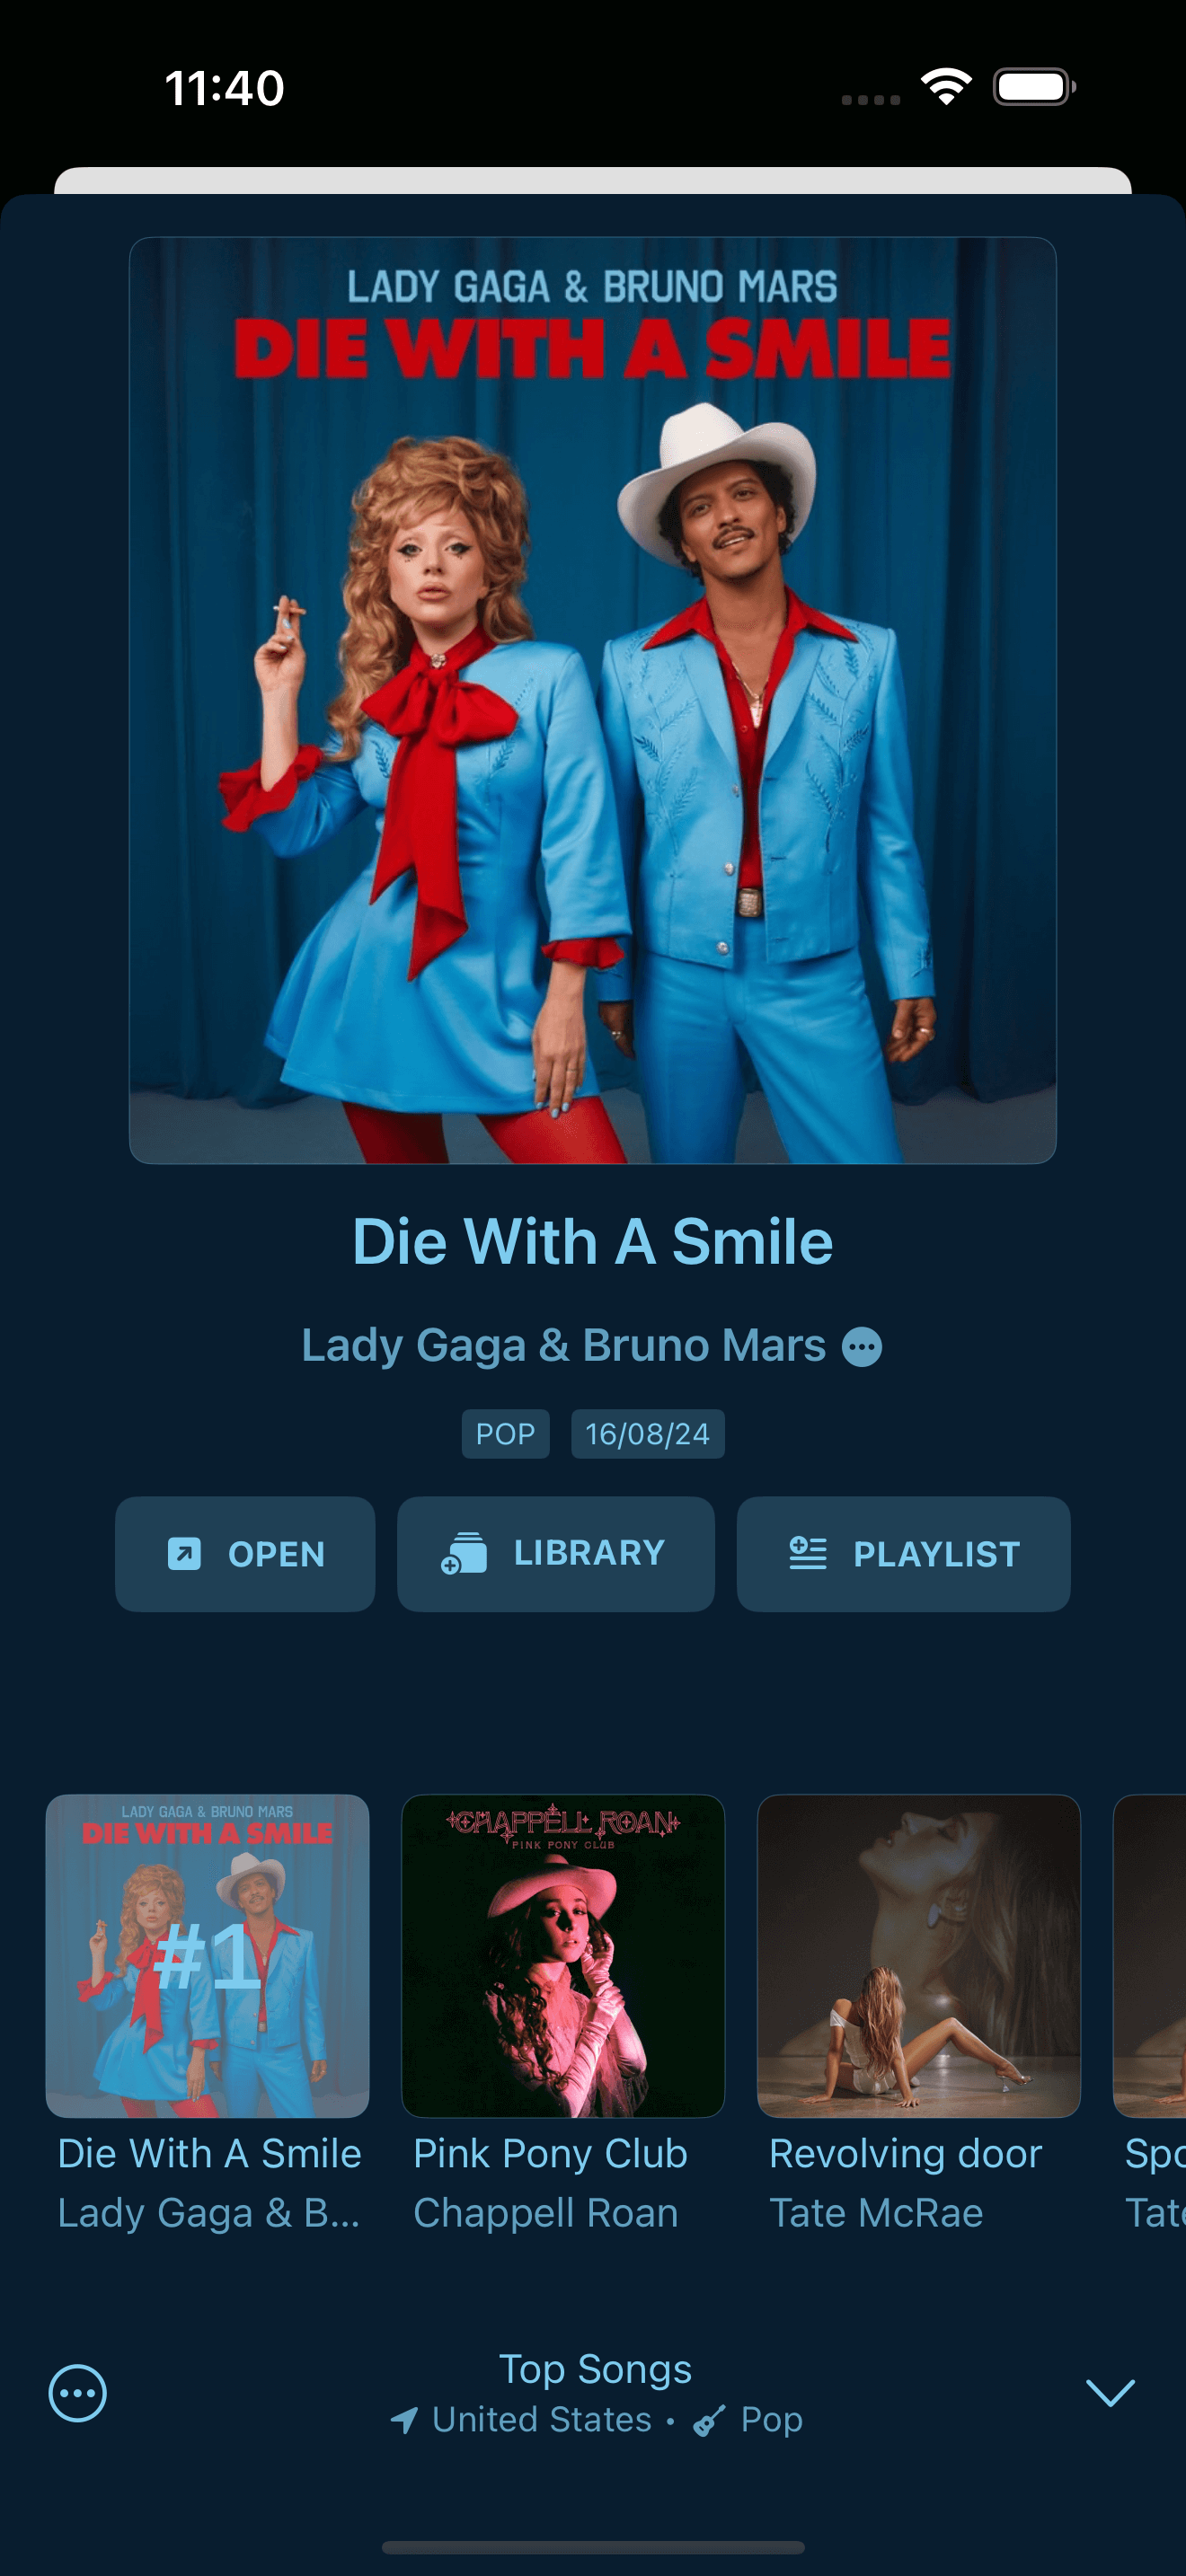 11:40
LADY GAGA & BRUNO MARS
DIE WITH A SMILE
Die With A Smile
Lady Gaga & Bruno Mars
POP 16/08/24
OPEN LIBRARY PLAYLIST
LADY GAGA & BRUNO MARS
DIE WITH A SMILE
#1
CHAPPELL ROAN
PINK PONY CLUB
Die With A Smile Pink Pony Club Revolving door Spo
Lady Gaga & B... Chappell Roan Tate McRae Tate
Top Songs
United States • Pop